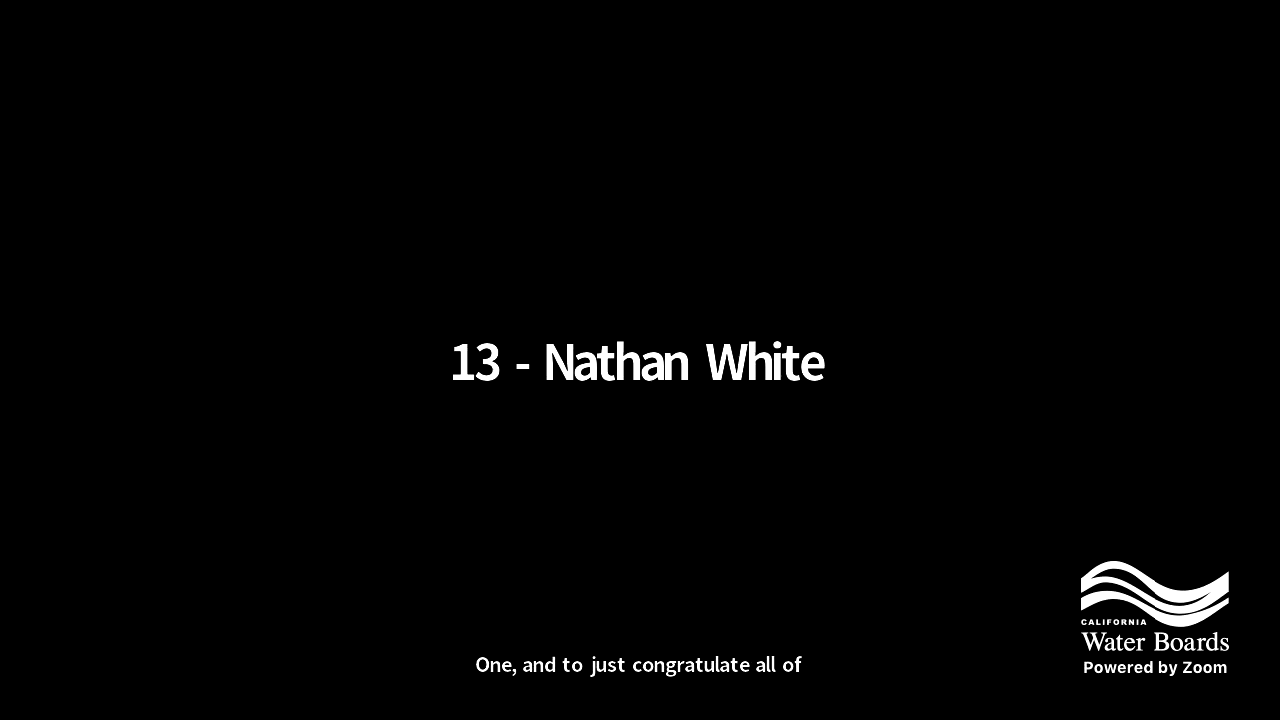 13 - Nathan White
CALIFORNIA
Water Boards
One, and to just congratulate all of
Powered by Zoom